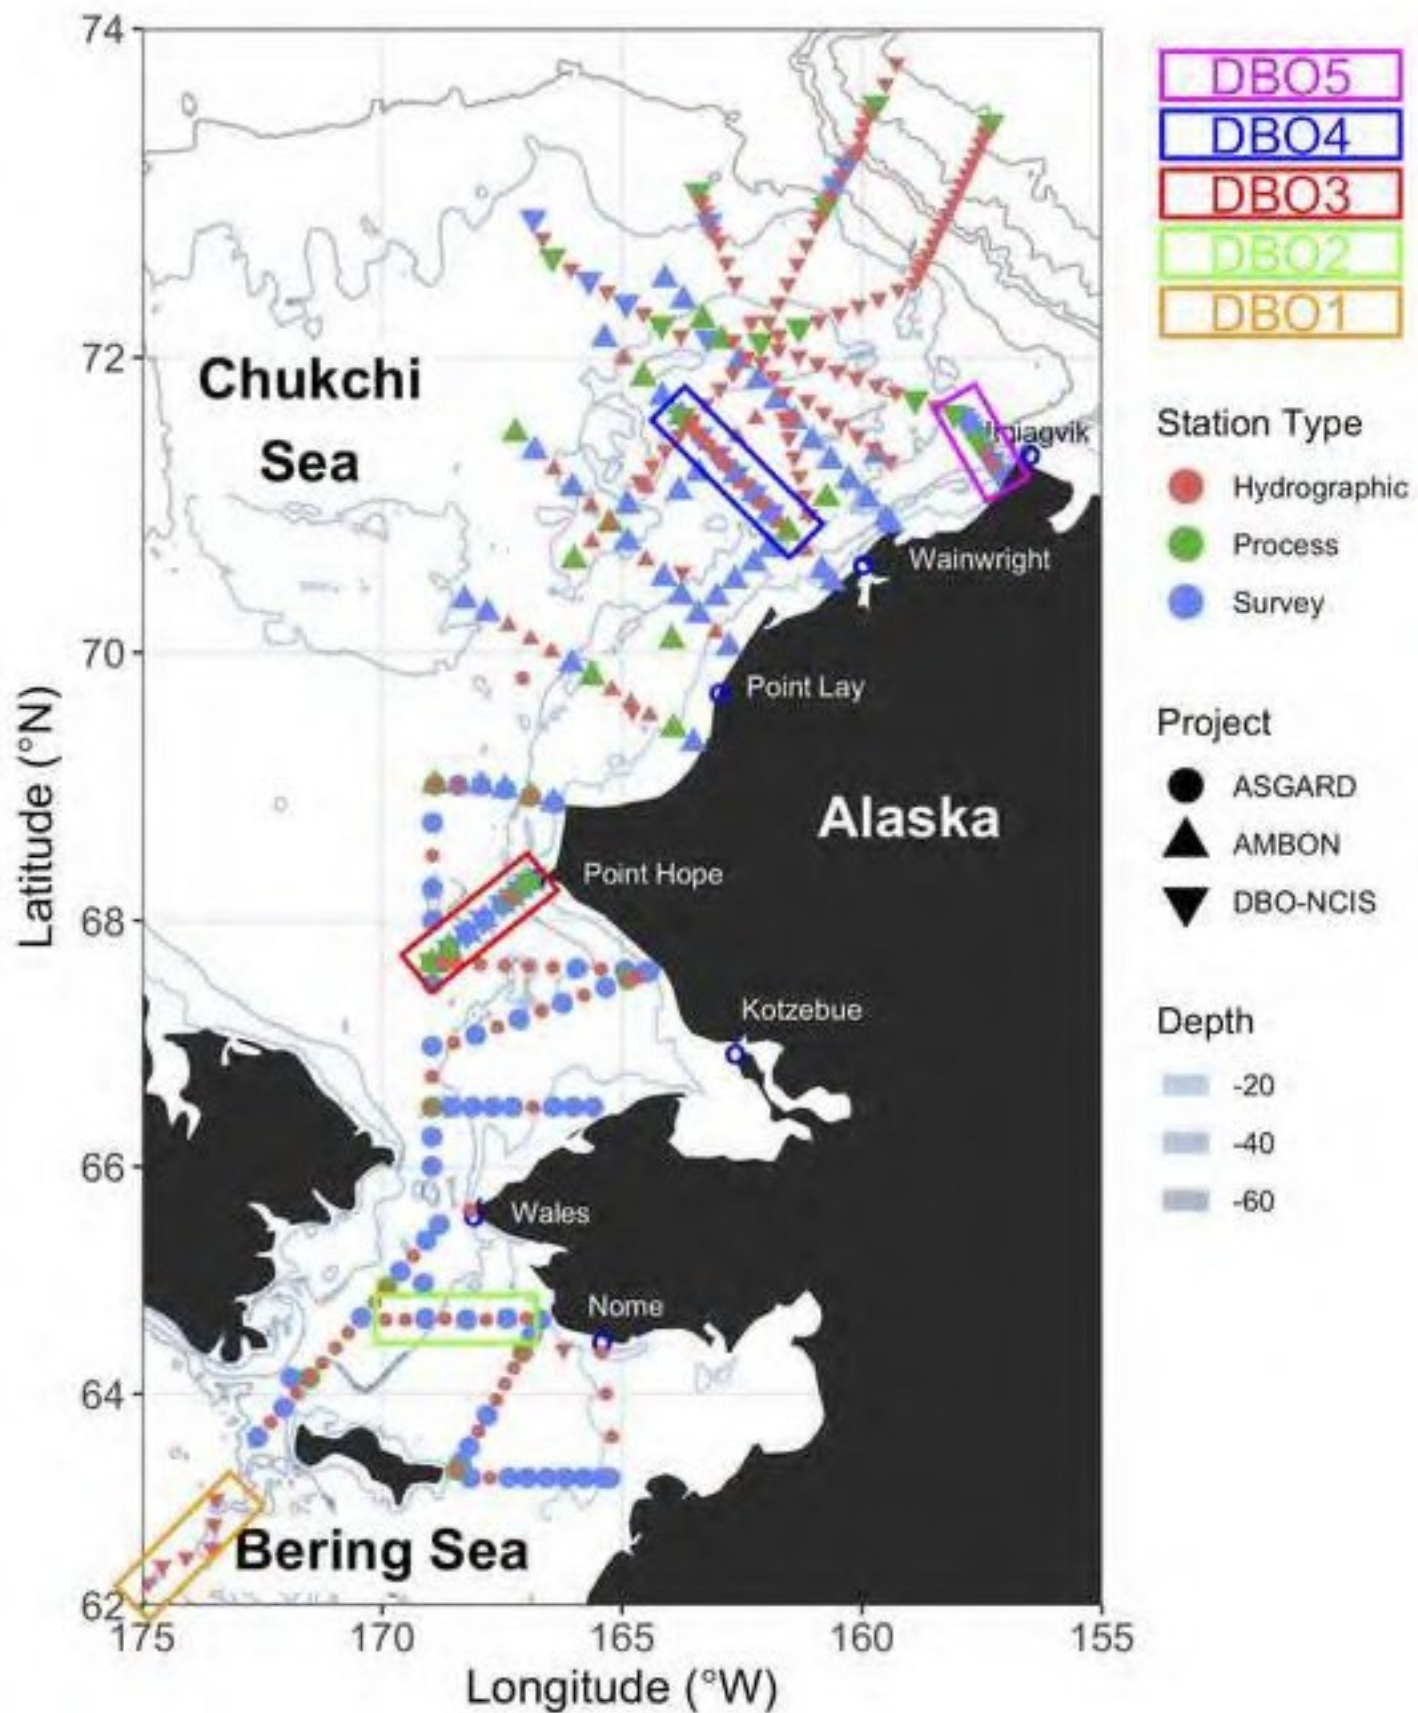 74
72
70
68
66
64
62
175
170
165
160
155
Latitude (°N)
Longitude (°W)
Chukchi
Sea
Wainwright
Point Lay
Alaska
Point Hope
Kotzebue
Wales
Nome
Bering Sea
DBO5
DBO4
DBO3
DBO2
DBO1
Station Type
Hydrographic
Process
Survey
Project
ASGARD
AMBON
DBO-NCIS
Depth
-20
-40
-60